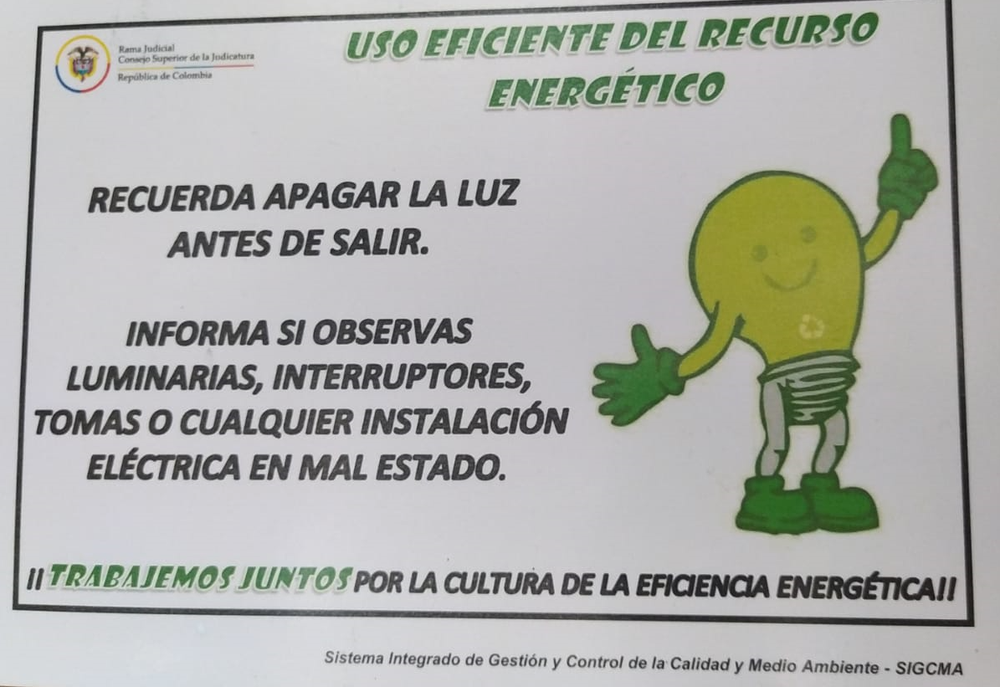 Rama Judicial
Consejo Superior de la Judicatura
República de Colombia
USO EFICIENTE DEL RECURSO
ENERGÉTICO
RECUERDA APAGAR LA LUZ
ANTES DE SALIR.
INFORMA SI OBSERVAS
LUMINARIAS, INTERRUPTORES,
TOMAS O CUALQUIER INSTALACIÓN
ELÉCTRICA EN MAL ESTADO.
¡¡TRABAJEMOS JUNTOS POR LA CULTURA DE LA EFICIENCIA ENERGÉTICA!!
Sistema Integrado de Gestión y Control de la Calidad y Medio Ambiente - SIGCMA